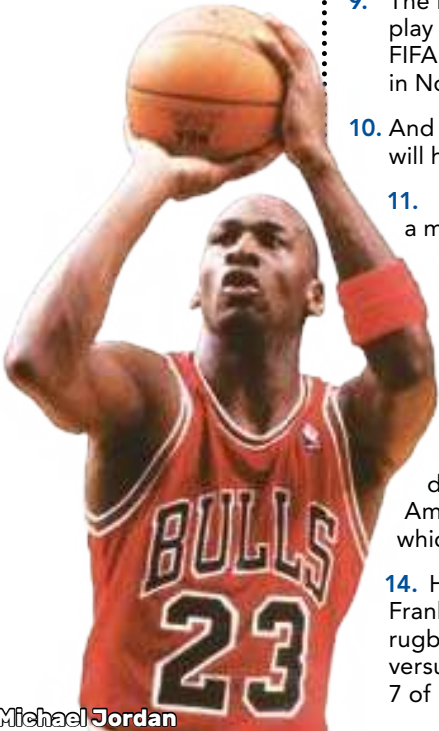 9. The
play
FIFA
in No
10. And
will h
11.
a m
d
Am
whic
14. H
Frank
rugb
versu
7 of
BULLS
23
Michael Jordan